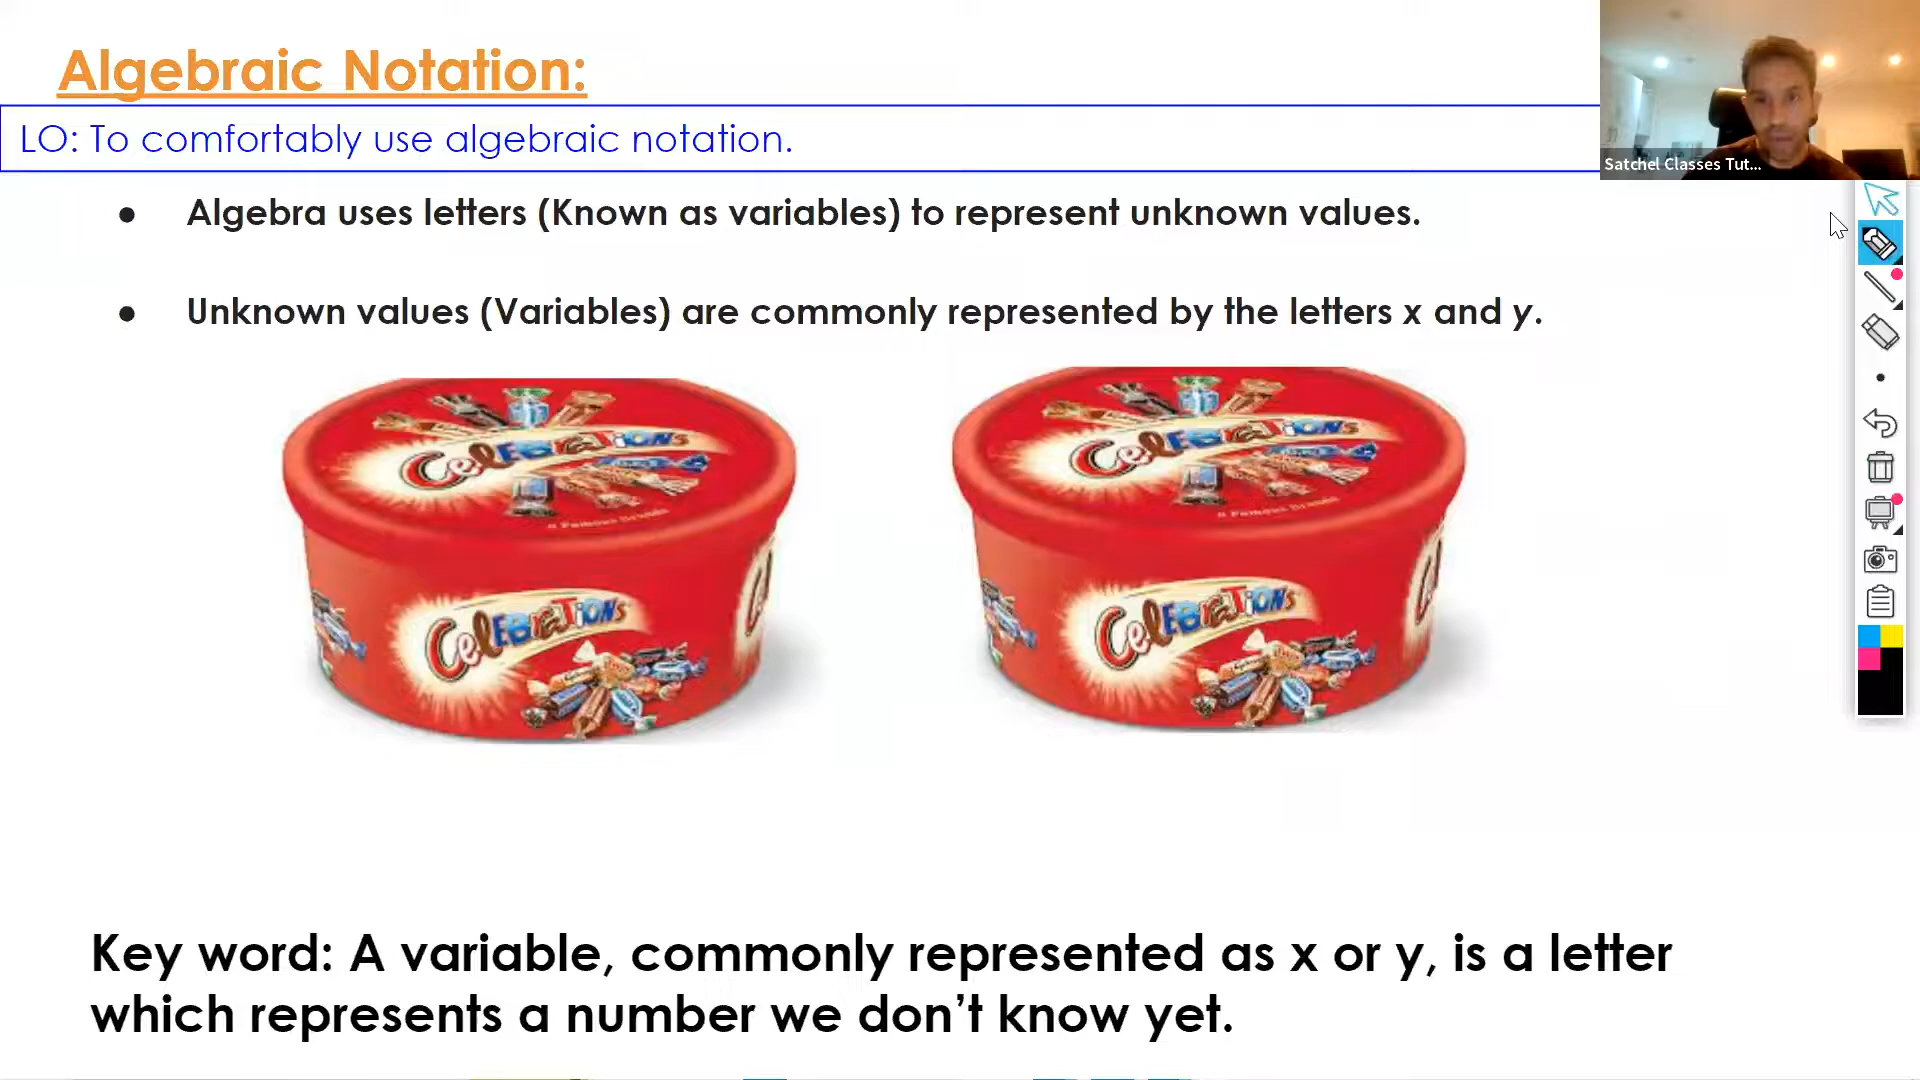 Algebraic Notation:
LO: To comfortably use algebraic notation.
Satchel Classes Tut...
● Algebra uses letters (Known as variables) to represent unknown values.
● Unknown values (Variables) are commonly represented by the letters x and y.
CELEBRATIONS
CELEBRATIONS
CELEBRATIONS
CELEBRATIONS
Key word: A variable, commonly represented as x or y, is a letter
which represents a number we don't know yet.